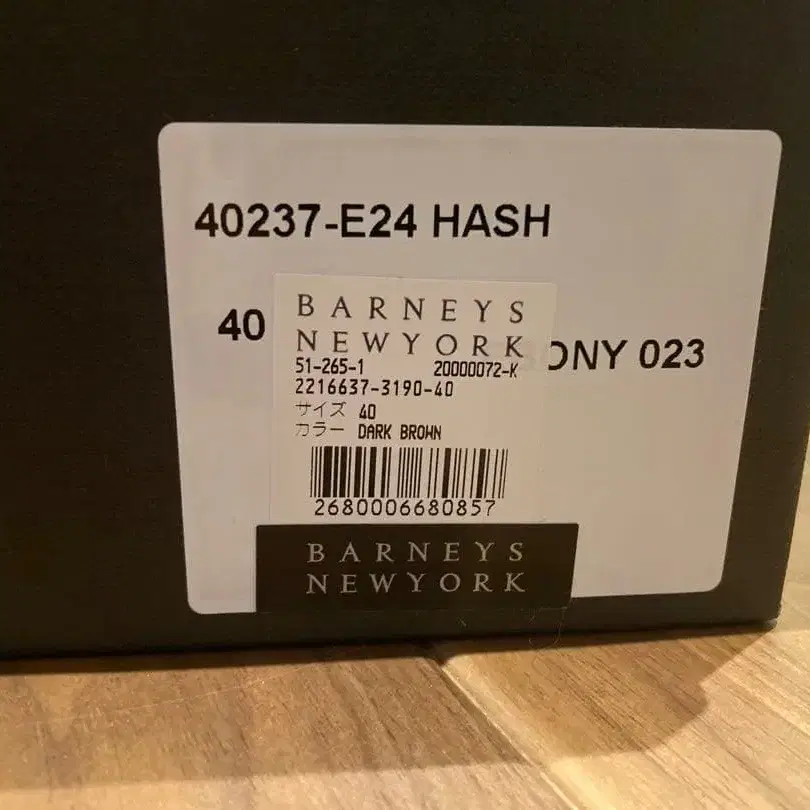 40237-E24 HASH
40
ONY 023
BARNEYS
NEWYORK
51-265-1 20000072-K
2216637-3190-40
サイズ 40
カラー DARK BROWN
2680006680857
BARNEYS
NEWYORK